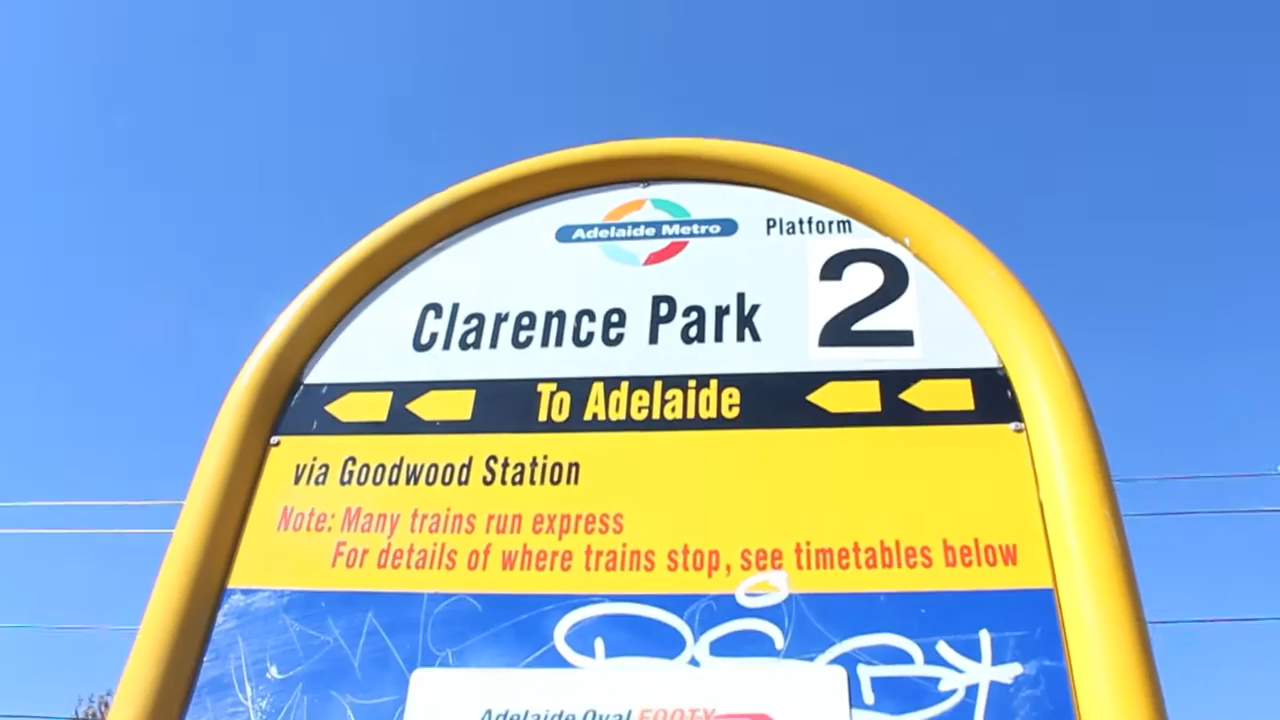 Adelaide Metro
Platform
2
Clarence Park
To Adelaide
via Goodwood Station
Note: Many trains run express
For details of where trains stop, see timetables below
Adelaide Oval FOOTY